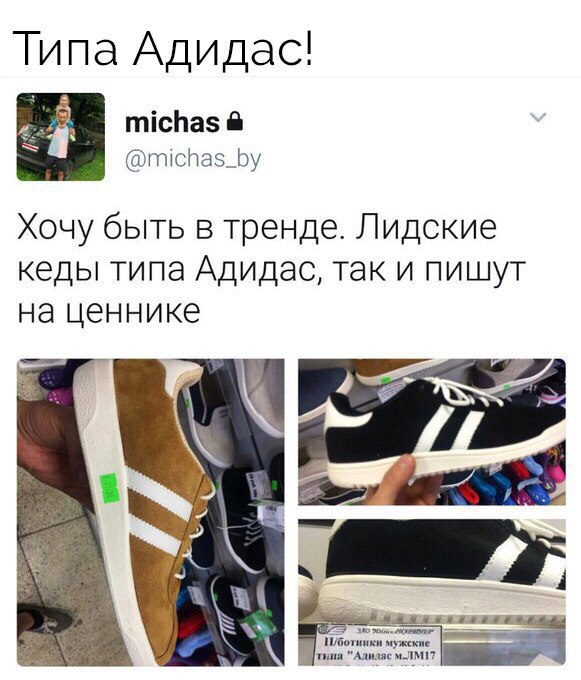 Типа Адидас!
michas
@michas_by
Хочу быть в тренде. Лидские
кеды типа Адидас, так и пишут
на ценнике
ЗАО
П/ботинки мужские
типа "Адидас м.ЛМ17